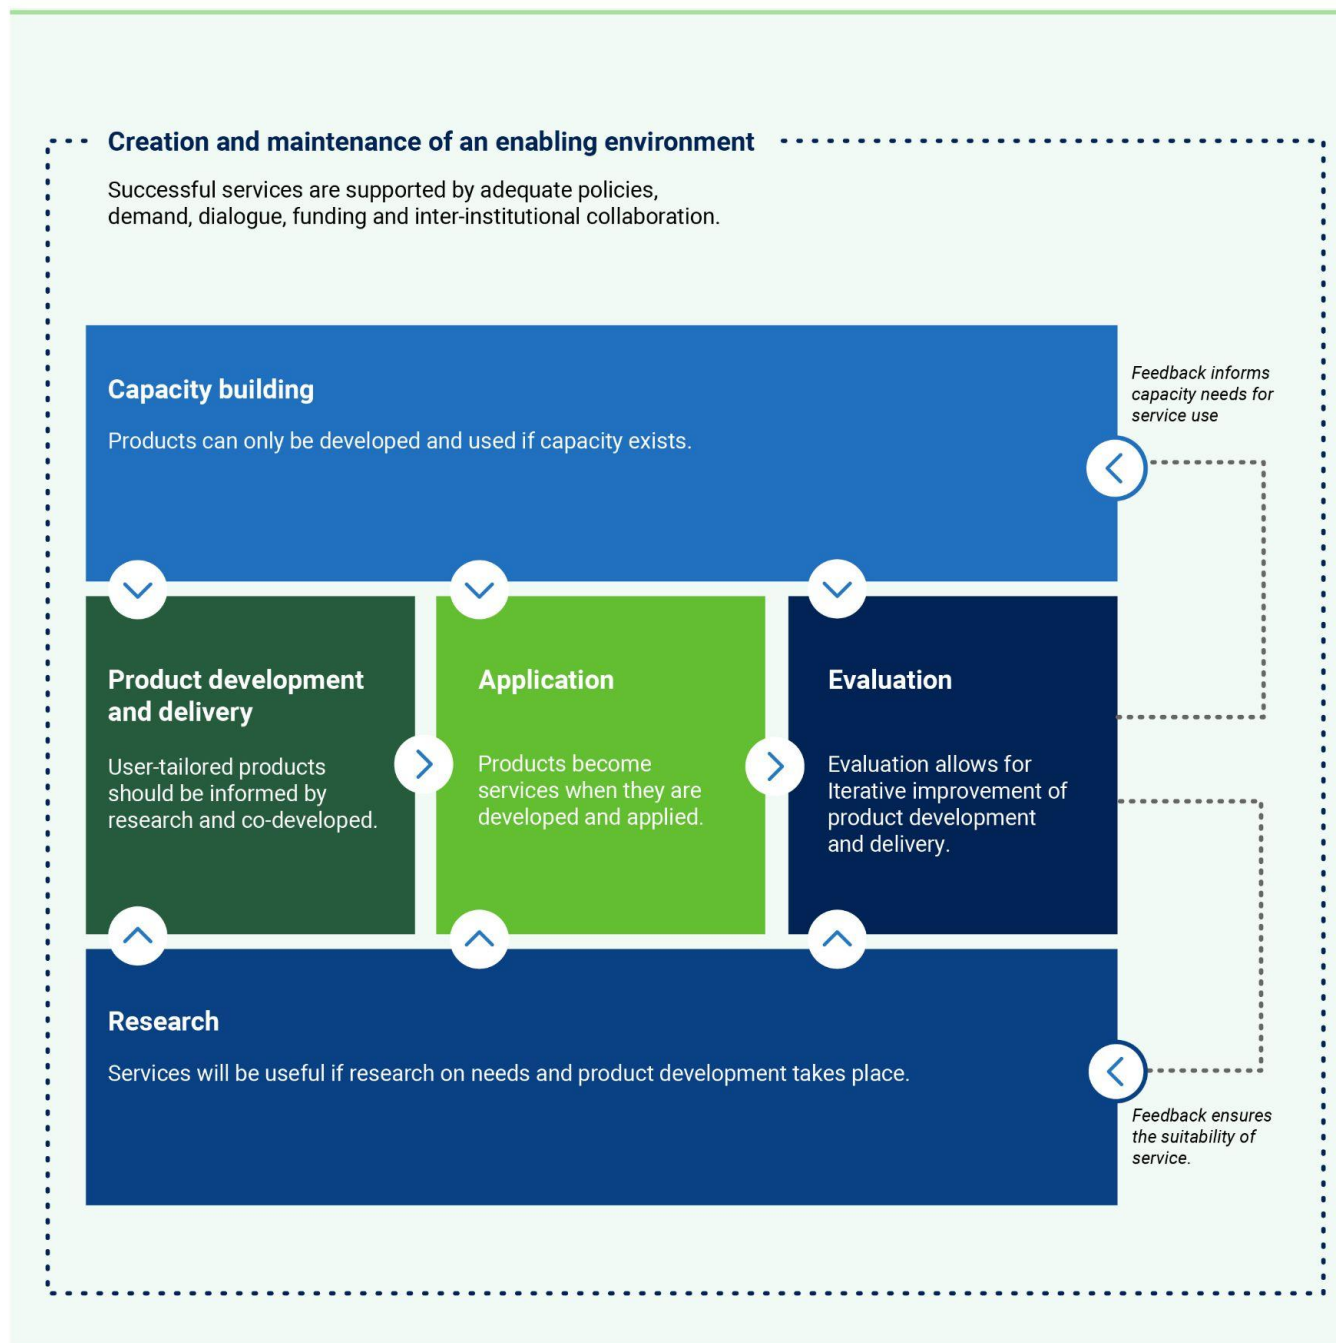 Creation and maintenance of an enabling environment
Successful services are supported by adequate policies,
demand, dialogue, funding and inter-institutional collaboration.
Capacity building
Products can only be developed and used if capacity exists.
Feedback informs
capacity needs for
service use
Product development
and delivery
User-tailored products
should be informed by
research and co-developed.
Application
Products become
services when they are
developed and applied.
Evaluation
Evaluation allows for
Iterative improvement of
product development
and delivery.
Research
Services will be useful if research on needs and product development takes place.
Feedback ensures
the suitability of
service.